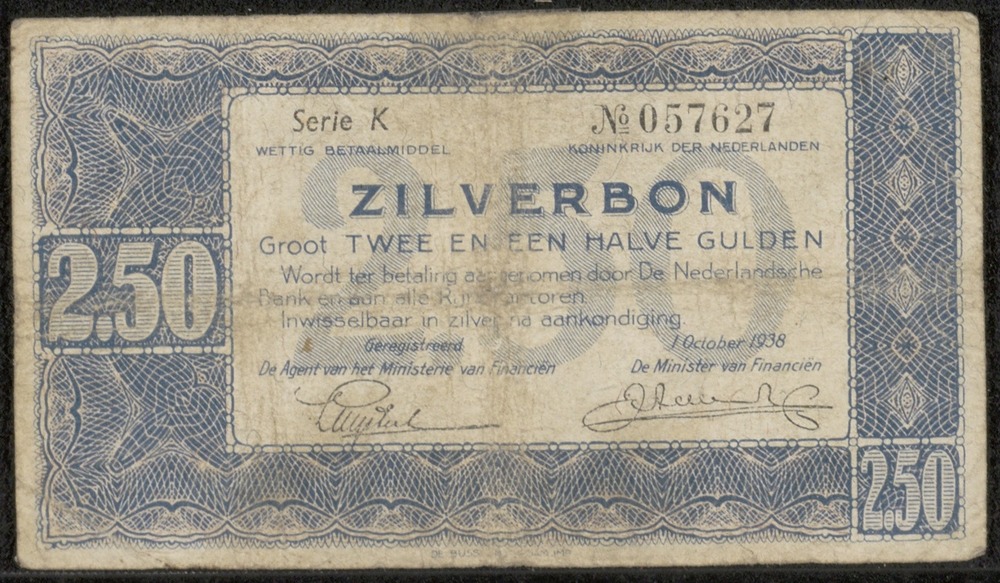 Serie K
№ 057627
WETTIG BETAALMIDDEL
KONINKRIJK DER NEDERLANDEN
ZILVERBON
Groot TWEE EN EEN HALVE GULDEN
Wordt ter betaling aangenomen door De Nederlandsche
Bank en aan alle Rijkskantoren.
Inwisselbaar in zilver na aankondiging.
Geregistreerd
1 October 1938
De Agent van het Ministerie van Financiën
De Minister van Financiën
2.50
2.50
250